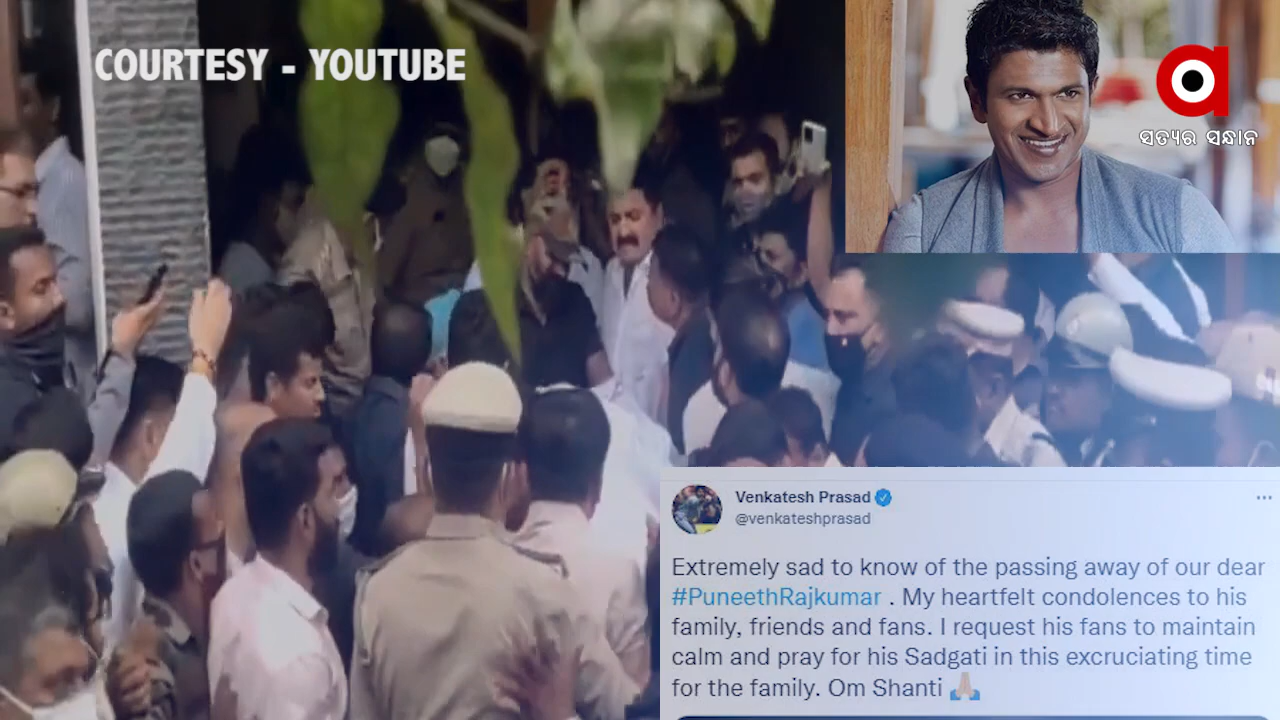 COURTESY - YOUTUBE
ସତ୍ୟର ସନ୍ଧାନ
Venkatesh Prasad
@venkateshprasad
Extremely sad to know of the passing away of our dear
#PuneethRajkumar . My heartfelt condolences to his
family, friends and fans. I request his fans to maintain
calm and pray for his Sadgati in this excruciating time
for the family. Om Shanti 🙏🏼